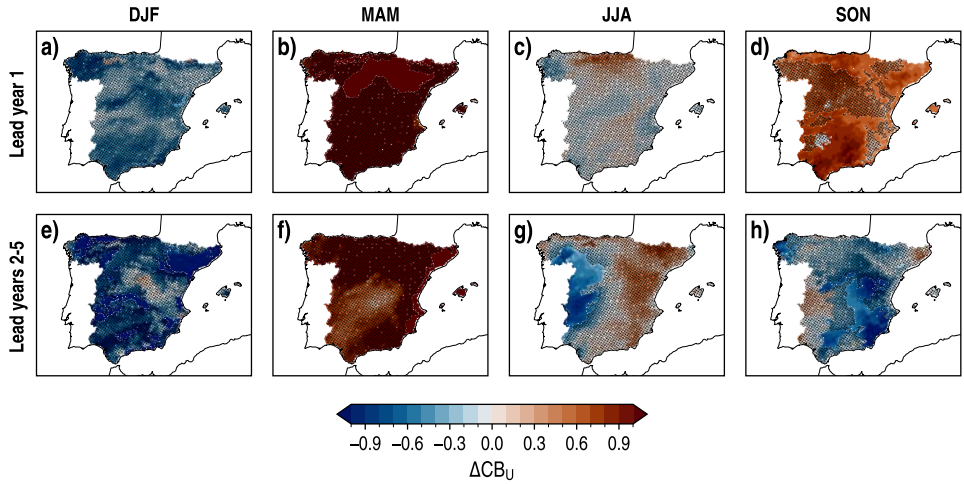 DJF MAM JJA SON
Lead year 1
a) b) c) d)
Lead years 2-5
e) f) g) h)
−0.9 −0.6 −0.3 0.0 0.3 0.6 0.9
ΔCB_U